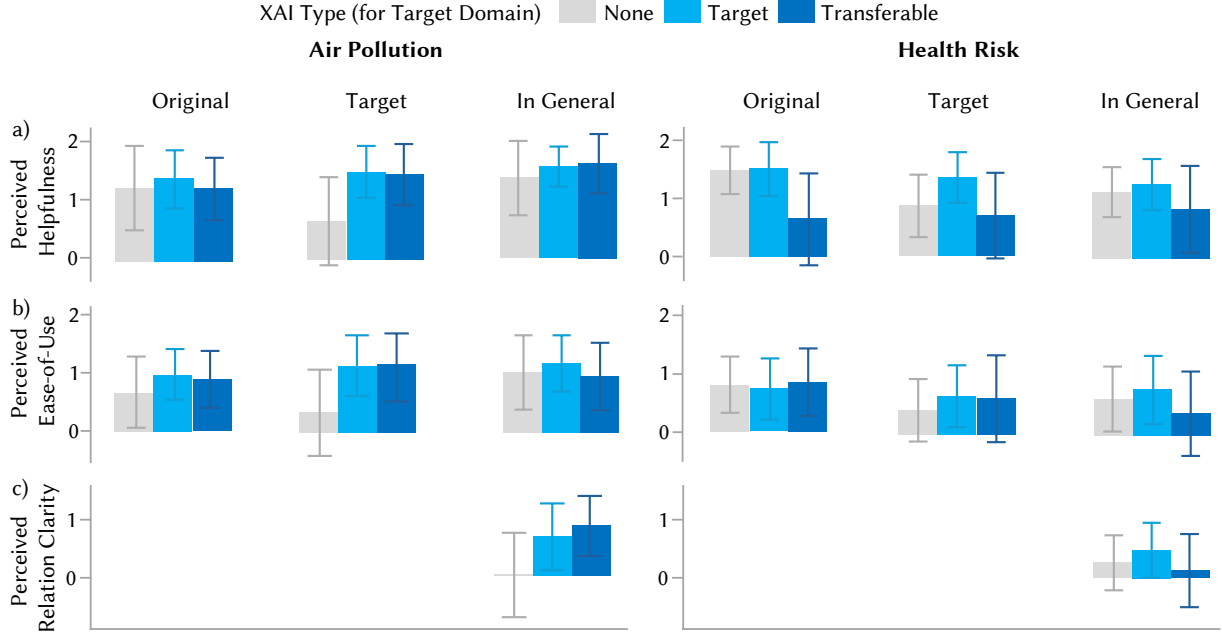 XAI Type (for Target Domain) None Target Transferable
Air Pollution Health Risk
Original Target In General Original Target In General
a) Perceived Helpfulness
2 2
1 1
0 0
b) Perceived Ease-of-Use
2 2
1 1
0 0
c) Perceived Relation Clarity
1 1
0 0